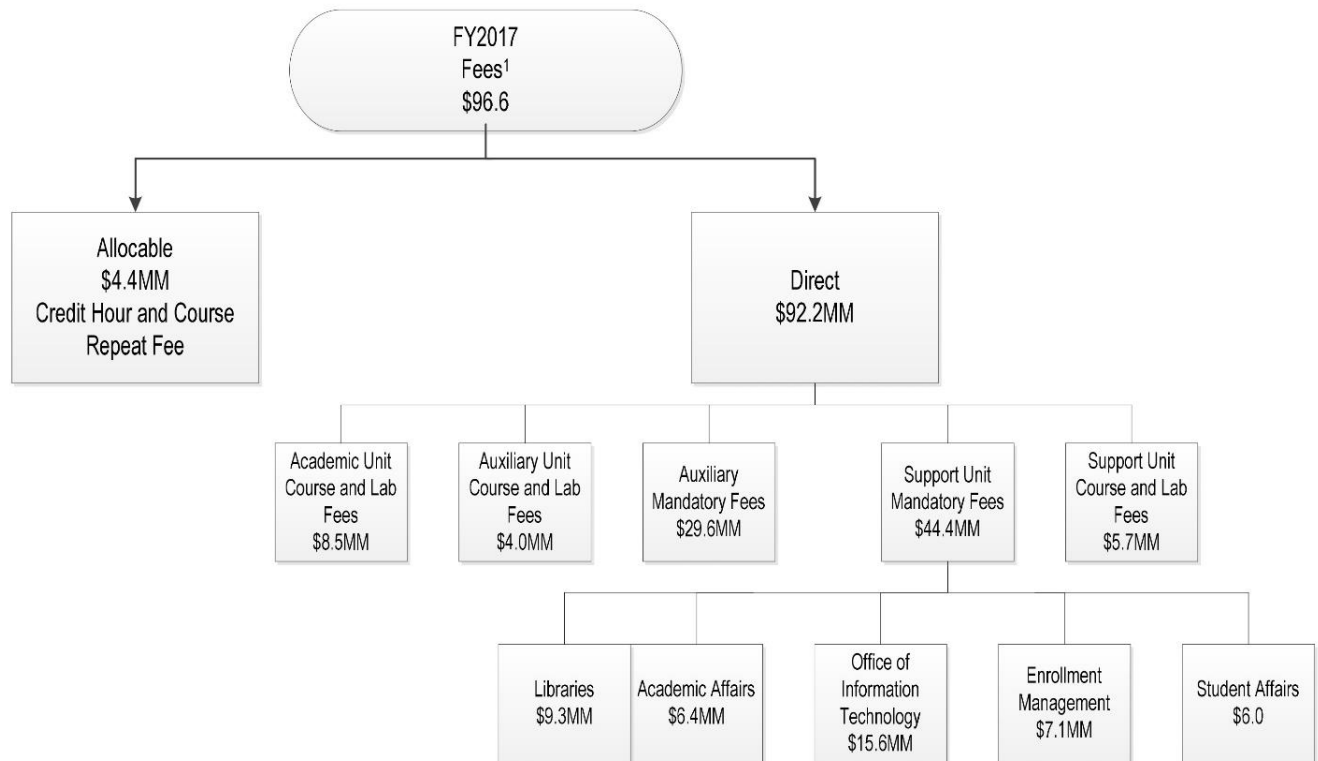 FY2017
Fees¹
$96.6
Allocable
$4.4MM
Credit Hour and Course
Repeat Fee
Direct
$92.2MM
Academic Unit
Course and Lab
Fees
$8.5MM
Auxiliary Unit
Course and Lab
Fees
$4.0MM
Auxiliary
Mandatory Fees
$29.6MM
Support Unit
Mandatory Fees
$44.4MM
Support Unit
Course and Lab
Fees
$5.7MM
Libraries
$9.3MM
Academic Affairs
$6.4MM
Office of
Information
Technology
$15.6MM
Enrollment
Management
$7.1MM
Student Affairs
$6.0